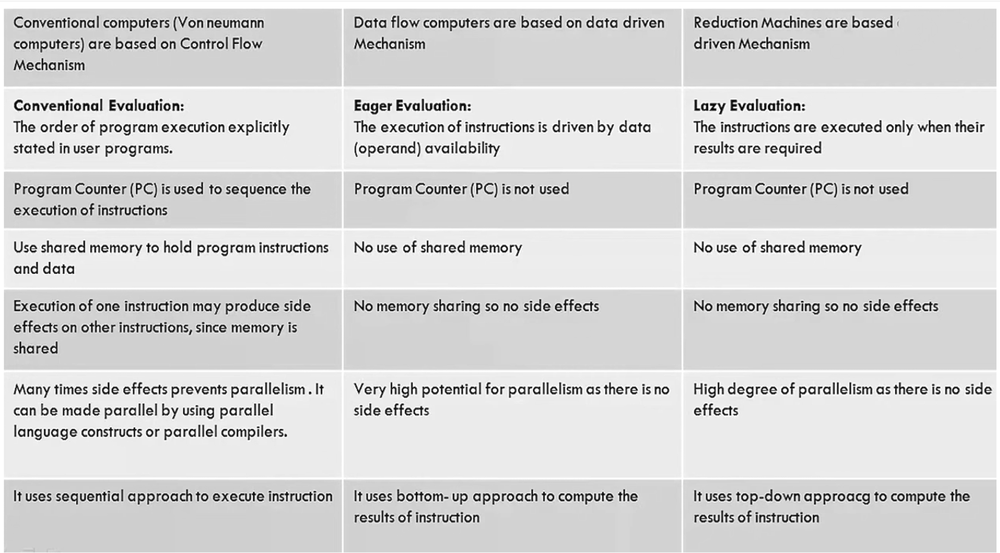 Conventional computers (Von neumann
computers) are based on Control Flow
Mechanism
Data flow computers are based on data driven
Mechanism
Reduction Machines are based
driven Mechanism
Conventional Evaluation:
The order of program execution explicitly
stated in user programs.
Eager Evaluation:
The execution of instructions is driven by data
(operand) availability
Lazy Evaluation:
The instructions are executed only when their
results are required
Program Counter (PC) is used to sequence the
execution of instructions
Program Counter (PC) is not used
Program Counter (PC) is not used
Use shared memory to hold program instructions
and data
No use of shared memory
No use of shared memory
Execution of one instruction may produce side
effects on other instructions, since memory is
shared
No memory sharing so no side effects
No memory sharing so no side effects
Many times side effects prevents parallelism . It
can be made parallel by using parallel
language constructs or parallel compilers.
Very high potential for parallelism as there is no
side effects
High degree of parallelism as there is no side
effects
It uses sequential approach to execute instruction
It uses bottom- up approach to compute the
results of instruction
It uses top-down approacg to compute the
results of instruction